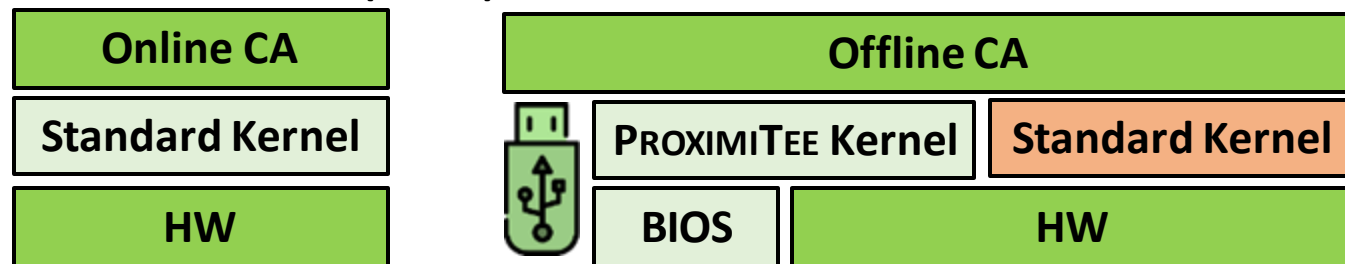 Online CA
Standard Kernel
HW
Offline CA
PROXIMITEE Kernel
Standard Kernel
BIOS
HW